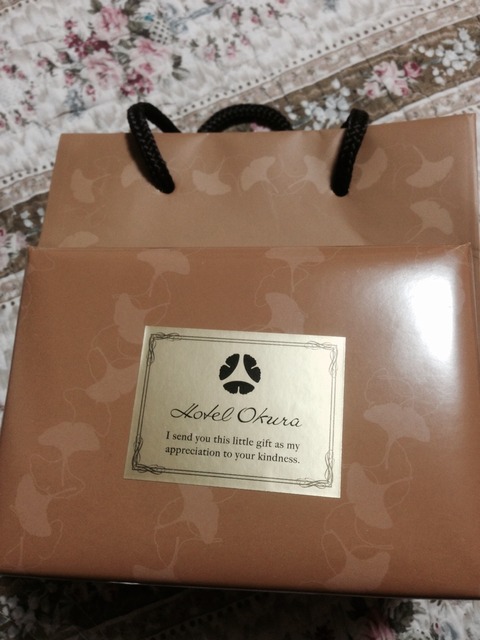 Hotel Okura
I send you this little gift as my
appreciation to your kindness.